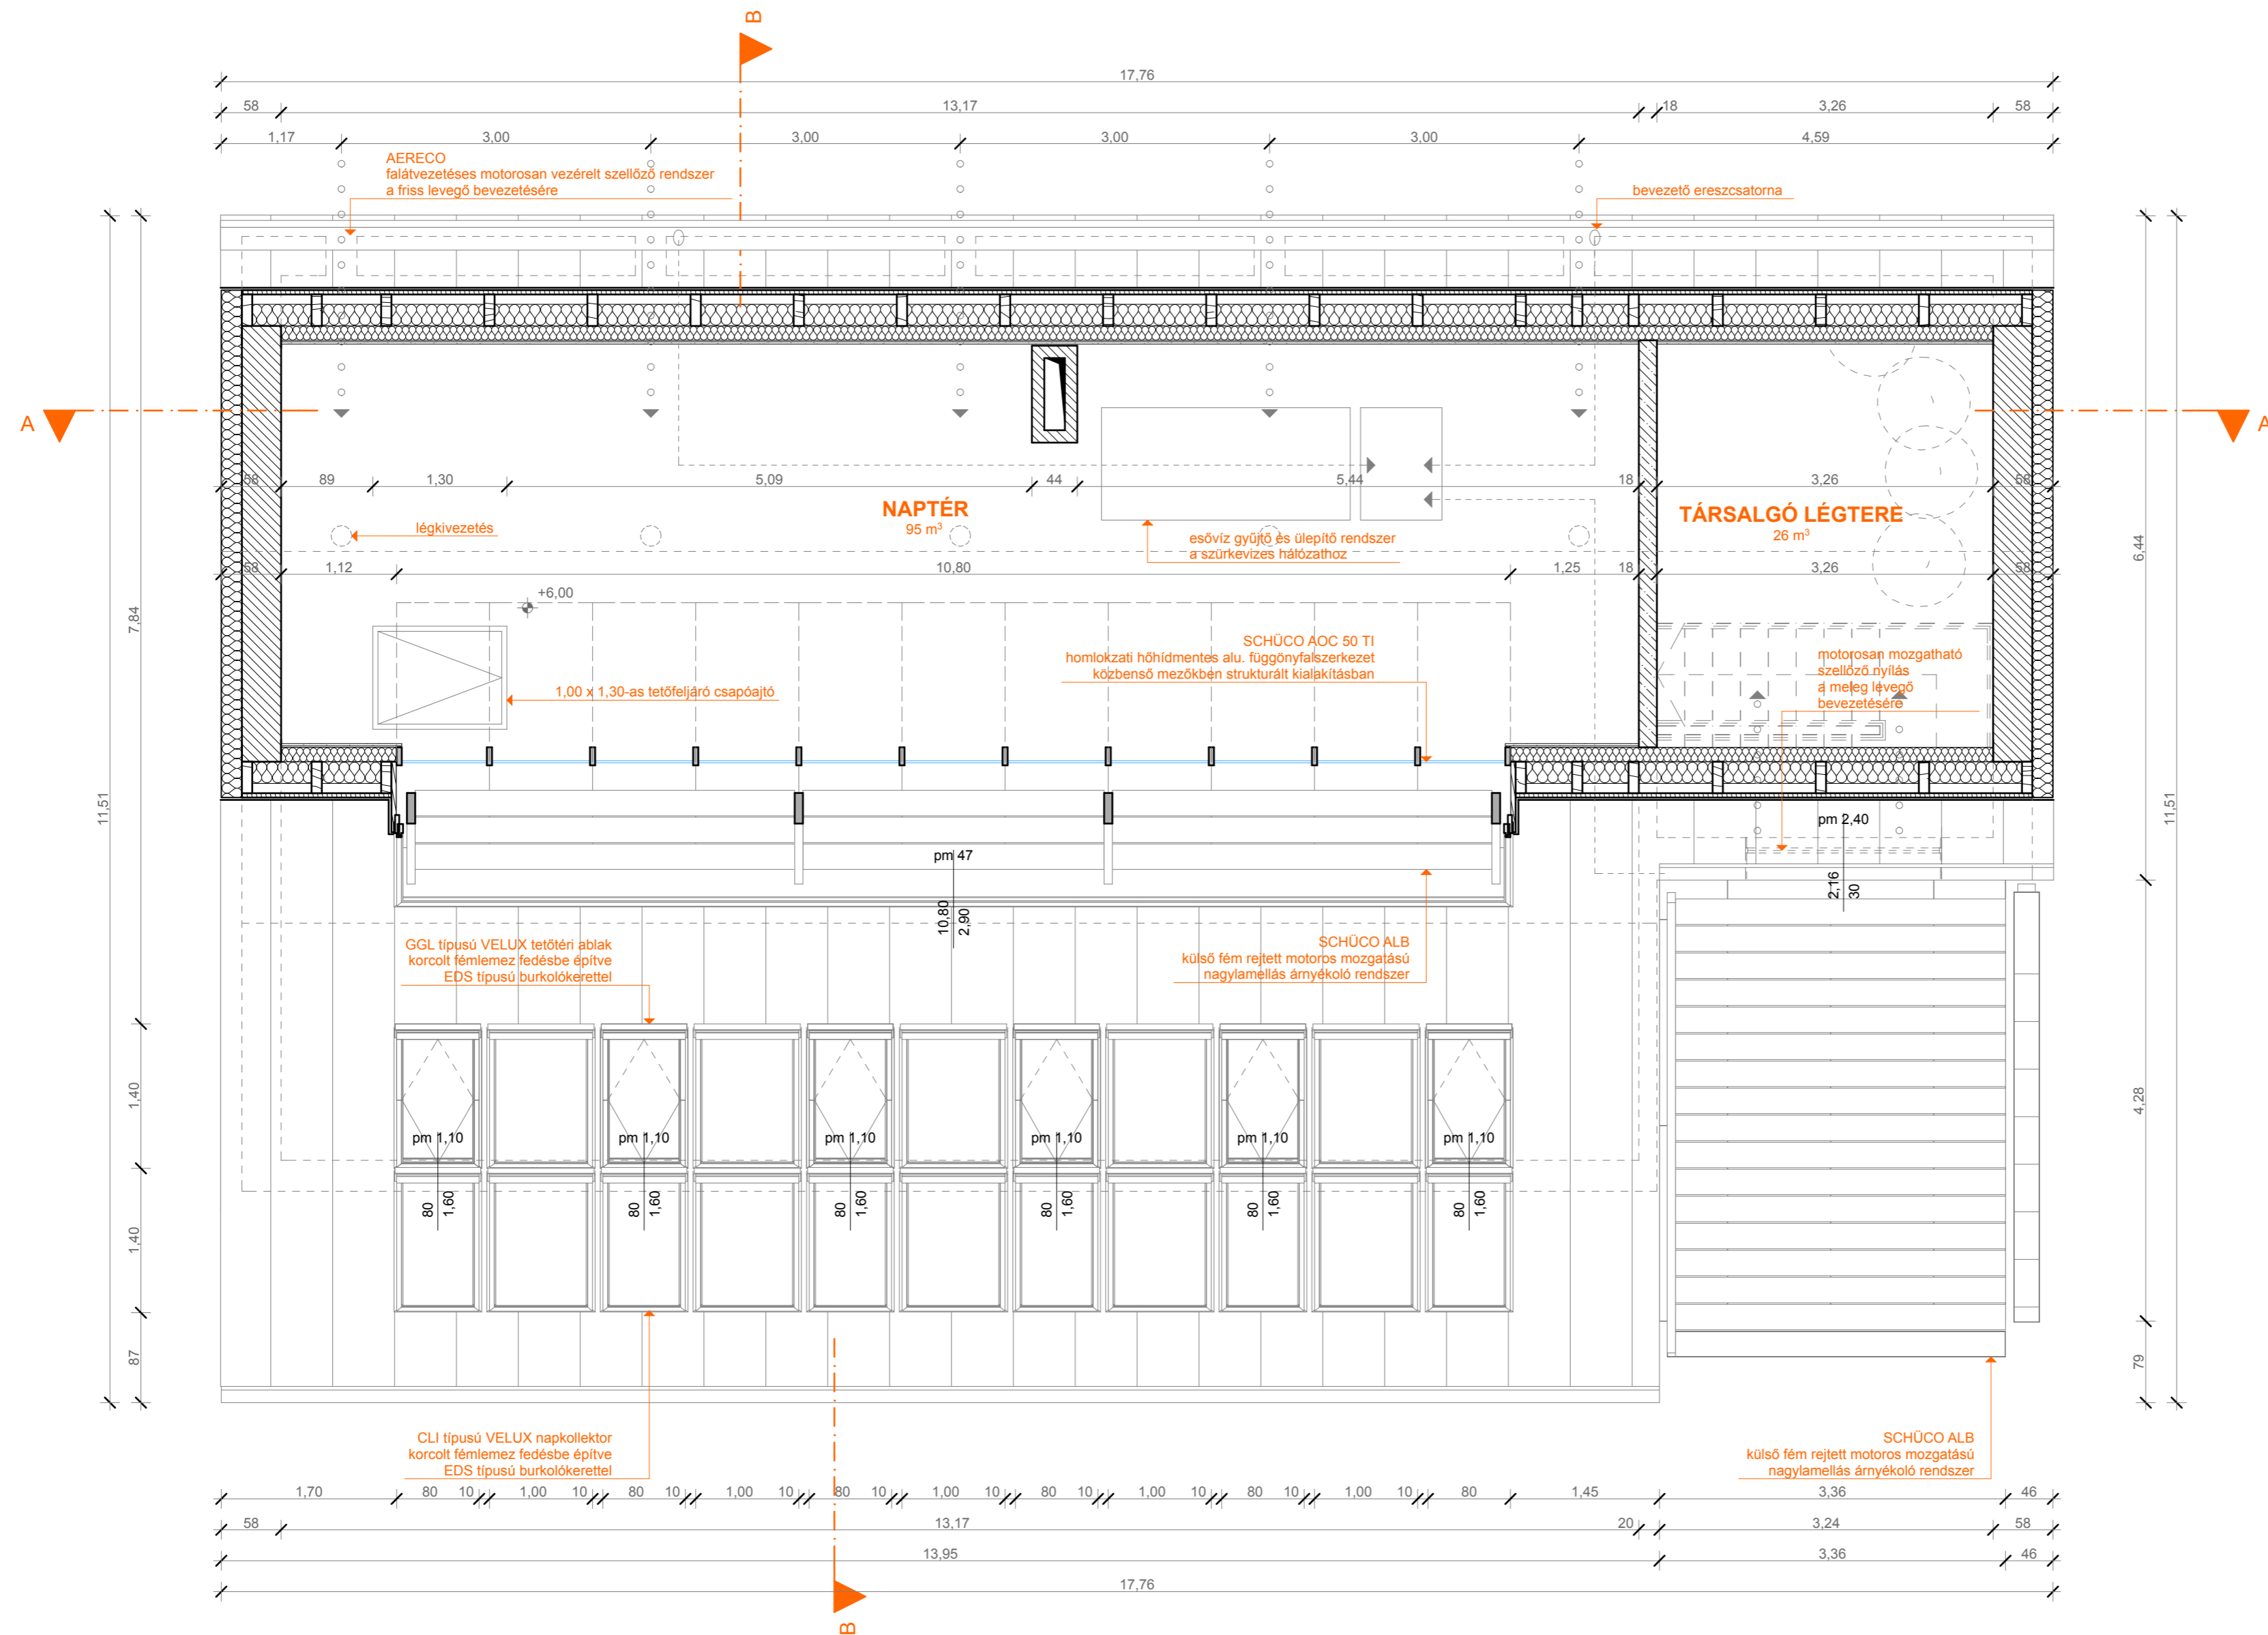 B
17,76
58 13,17 18 3,26 58
1,17 3,00 3,00 3,00 3,00 4,59
AERECO
falátvezetéses motorosan vezérelt szellőző rendszer
a friss levegő bevezetésére
bevezető ereszcsatorna
A
A
58 89 1,30 5,09 44 5,44 18 3,26 58
NAPTÉR
95 m³
TÁRSALGÓ LÉGTERE
26 m³
légkivezetés
esővíz gyűjtő és ülepítő rendszer
a szürkevizes hálózathoz
58 1,12 10,80 1,25 18 3,26 58
+6,00
SCHÜCO AOC 50 TI
homlokzati hőhídmentes alu. függönyfalszerkezet
közbenső mezőkben strukturált kialakításban
motorosan mozgatható
szellőző nyílás
a meleg levegő
bevezetésére
1,00 x 1,30-as tetőfeljáró csapóajtó
11,51
7,84
1,40
1,40
87
6,44
4,28
79
11,51
pm 2,40
2,16
30
pm 47
10,80
2,90
GGL típusú VELUX tetőtéri ablak
korcolt fémlemez fedésbe építve
EDS típusú burkolókerettel
SCHÜCO ALB
külső fém rejtett motoros mozgatású
nagylamellás árnyékoló rendszer
pm 1,10 pm 1,10 pm 1,10 pm 1,10 pm 1,10 pm 1,10
80 80 80 80 80 80
1,60 1,60 1,60 1,60 1,60 1,60
CLI típusú VELUX napkollektor
korcolt fémlemez fedésbe építve
EDS típusú burkolókerettel
SCHÜCO ALB
külső fém rejtett motoros mozgatású
nagylamellás árnyékoló rendszer
1,70 80 10 1,00 10 80 10 1,00 10 80 10 1,00 10 80 10 1,00 10 80 10 1,00 10 80 1,45 3,36 46
58 13,17 20 3,24 58
13,95 3,36 46
17,76
B